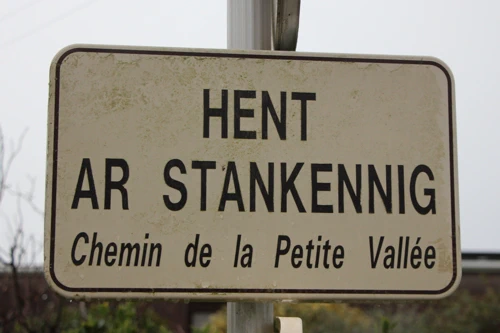 HENT
AR STANKENNIG
Chemin de la Petite Vallée